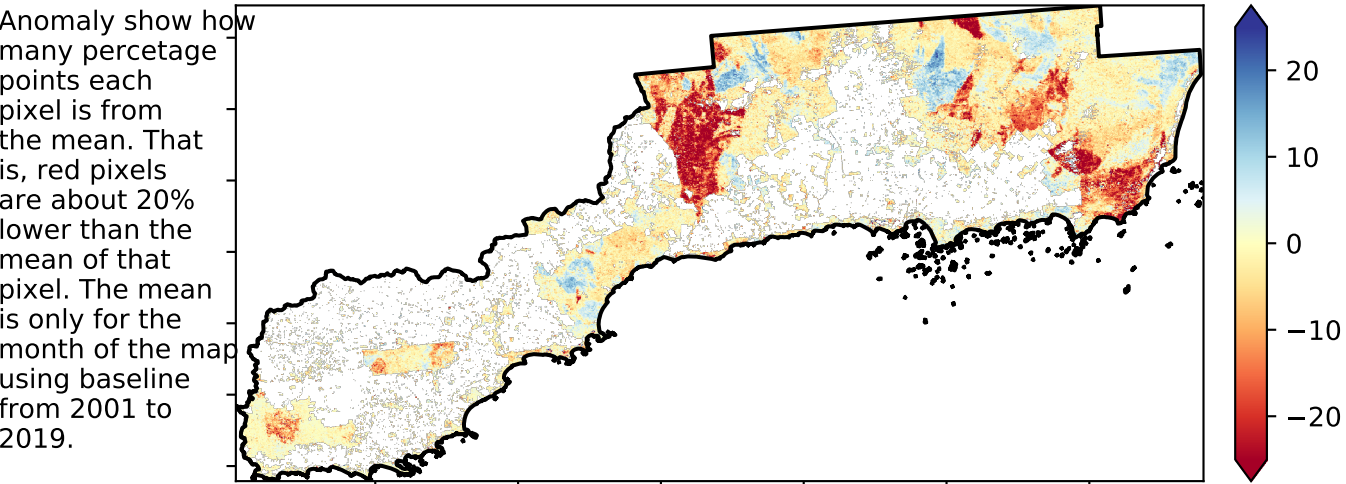 Anomaly show how
many percetage
points each
pixel is from
the mean. That
is, red pixels
are about 20%
lower than the
mean of that
pixel. The mean
is only for the
month of the map
using baseline
from 2001 to
2019.
20
10
0
−10
−20